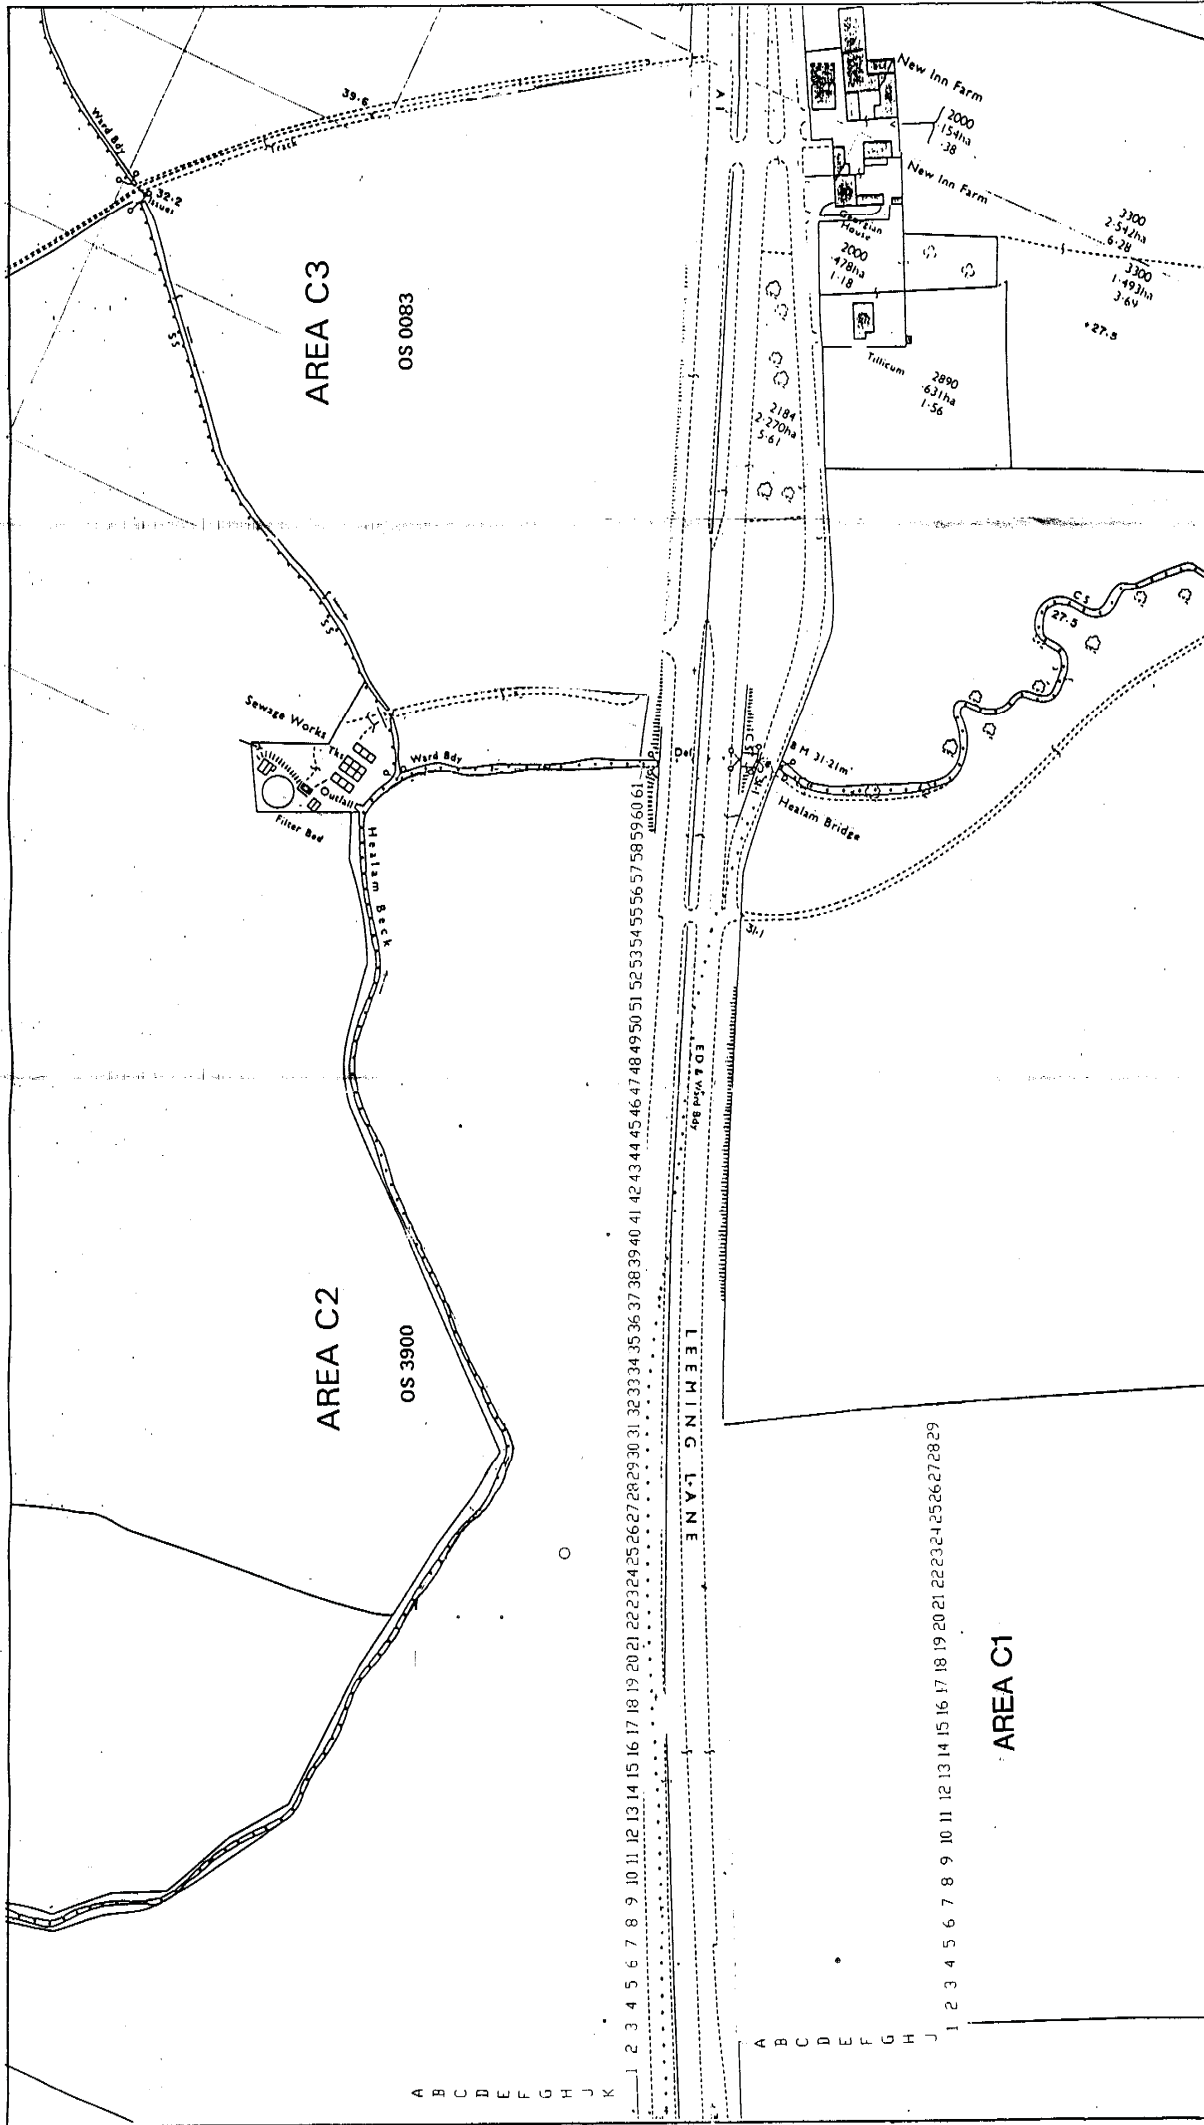 AREA C3
OS 0083
AREA C2
OS 3900
AREA C1
Ward Bdy
32·2
Issues
39·6
Track
SS
SS
Sewage Works
Tks
Outfall
Filter Bed
Ward Bdy
Healam Beck
A 1
New Inn Farm
2000
·154ha
·38
New Inn Farm
Georgian
House
2000
·478ha
1·18
3300
2·542ha
6·28
3300
1·493ha
3·69
+27·5
Tillicum
2890
·631ha
1·56
2184
2·270ha
5·61
CS
27·5
Def
B M 31·21m
Healam Bridge
31·1
ED & Ward Bdy
LEEMING LANE
1 2 3 4 5 6 7 8 9 10 11 12 13 14 15 16 17 18 19 20 21 22 23 24 25 26 27 28 29 30 31 32 33 34 35 36 37 38 39 40 41 42 43 44 45 46 47 48 49 50 51 52 53 54 55 56 57 58 59 60 61
A B C D E F G H J K
1 2 3 4 5 6 7 8 9 10 11 12 13 14 15 16 17 18 19 20 21 22 23 24 25 26 27 28 29
A B C D E F G H J